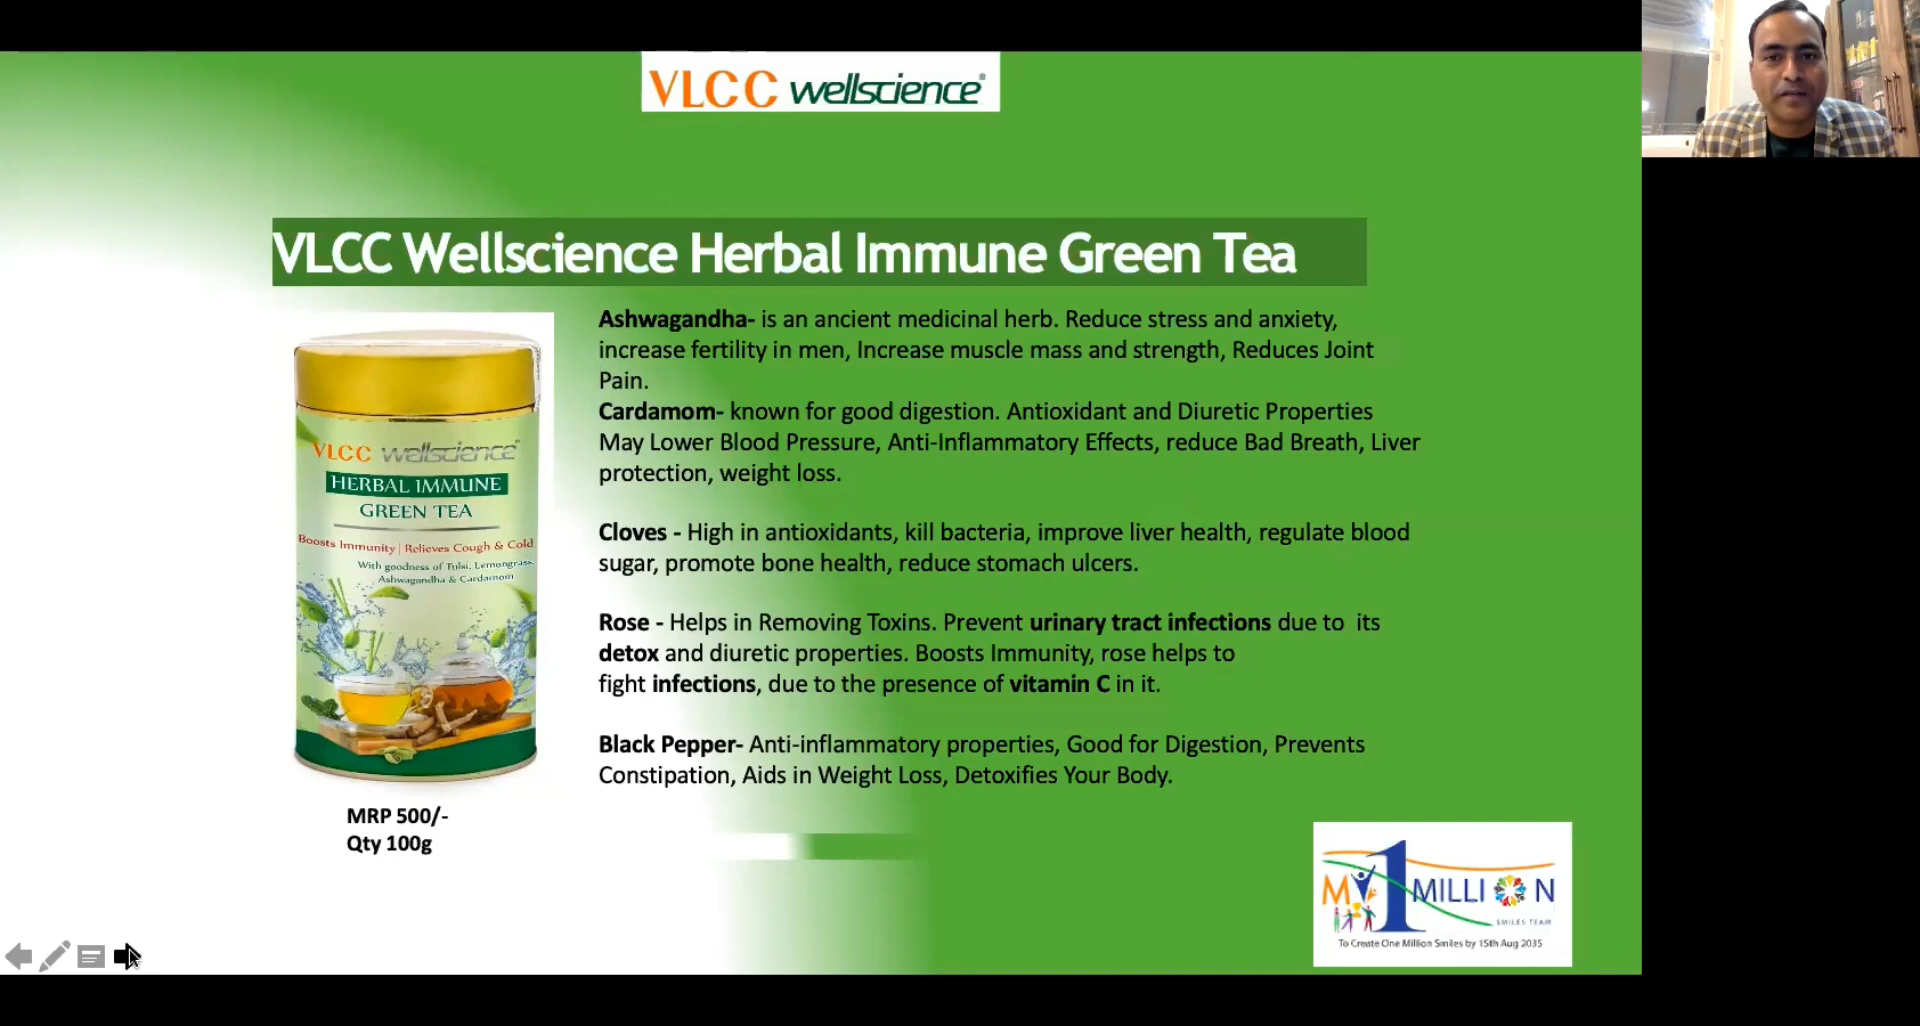 VLCC wellscience®
VLCC Wellscience Herbal Immune Green Tea
VLCC wellscience®
HERBAL IMMUNE
GREEN TEA
Boosts Immunity | Relieves Cough & Cold
With goodness of Tulsi, Lemongrass,
Ashwagandha & Cardamom
MRP 500/-
Qty 100g
Ashwagandha- is an ancient medicinal herb. Reduce stress and anxiety,
increase fertility in men, Increase muscle mass and strength, Reduces Joint
Pain.
Cardamom- known for good digestion. Antioxidant and Diuretic Properties
May Lower Blood Pressure, Anti-Inflammatory Effects, reduce Bad Breath, Liver
protection, weight loss.
Cloves - High in antioxidants, kill bacteria, improve liver health, regulate blood
sugar, promote bone health, reduce stomach ulcers.
Rose - Helps in Removing Toxins. Prevent urinary tract infections due to its
detox and diuretic properties. Boosts Immunity, rose helps to
fight infections, due to the presence of vitamin C in it.
Black Pepper- Anti-inflammatory properties, Good for Digestion, Prevents
Constipation, Aids in Weight Loss, Detoxifies Your Body.
MY 1 MILLION
SMILES TEAM
To Create One Million Smiles by 15th Aug 2035